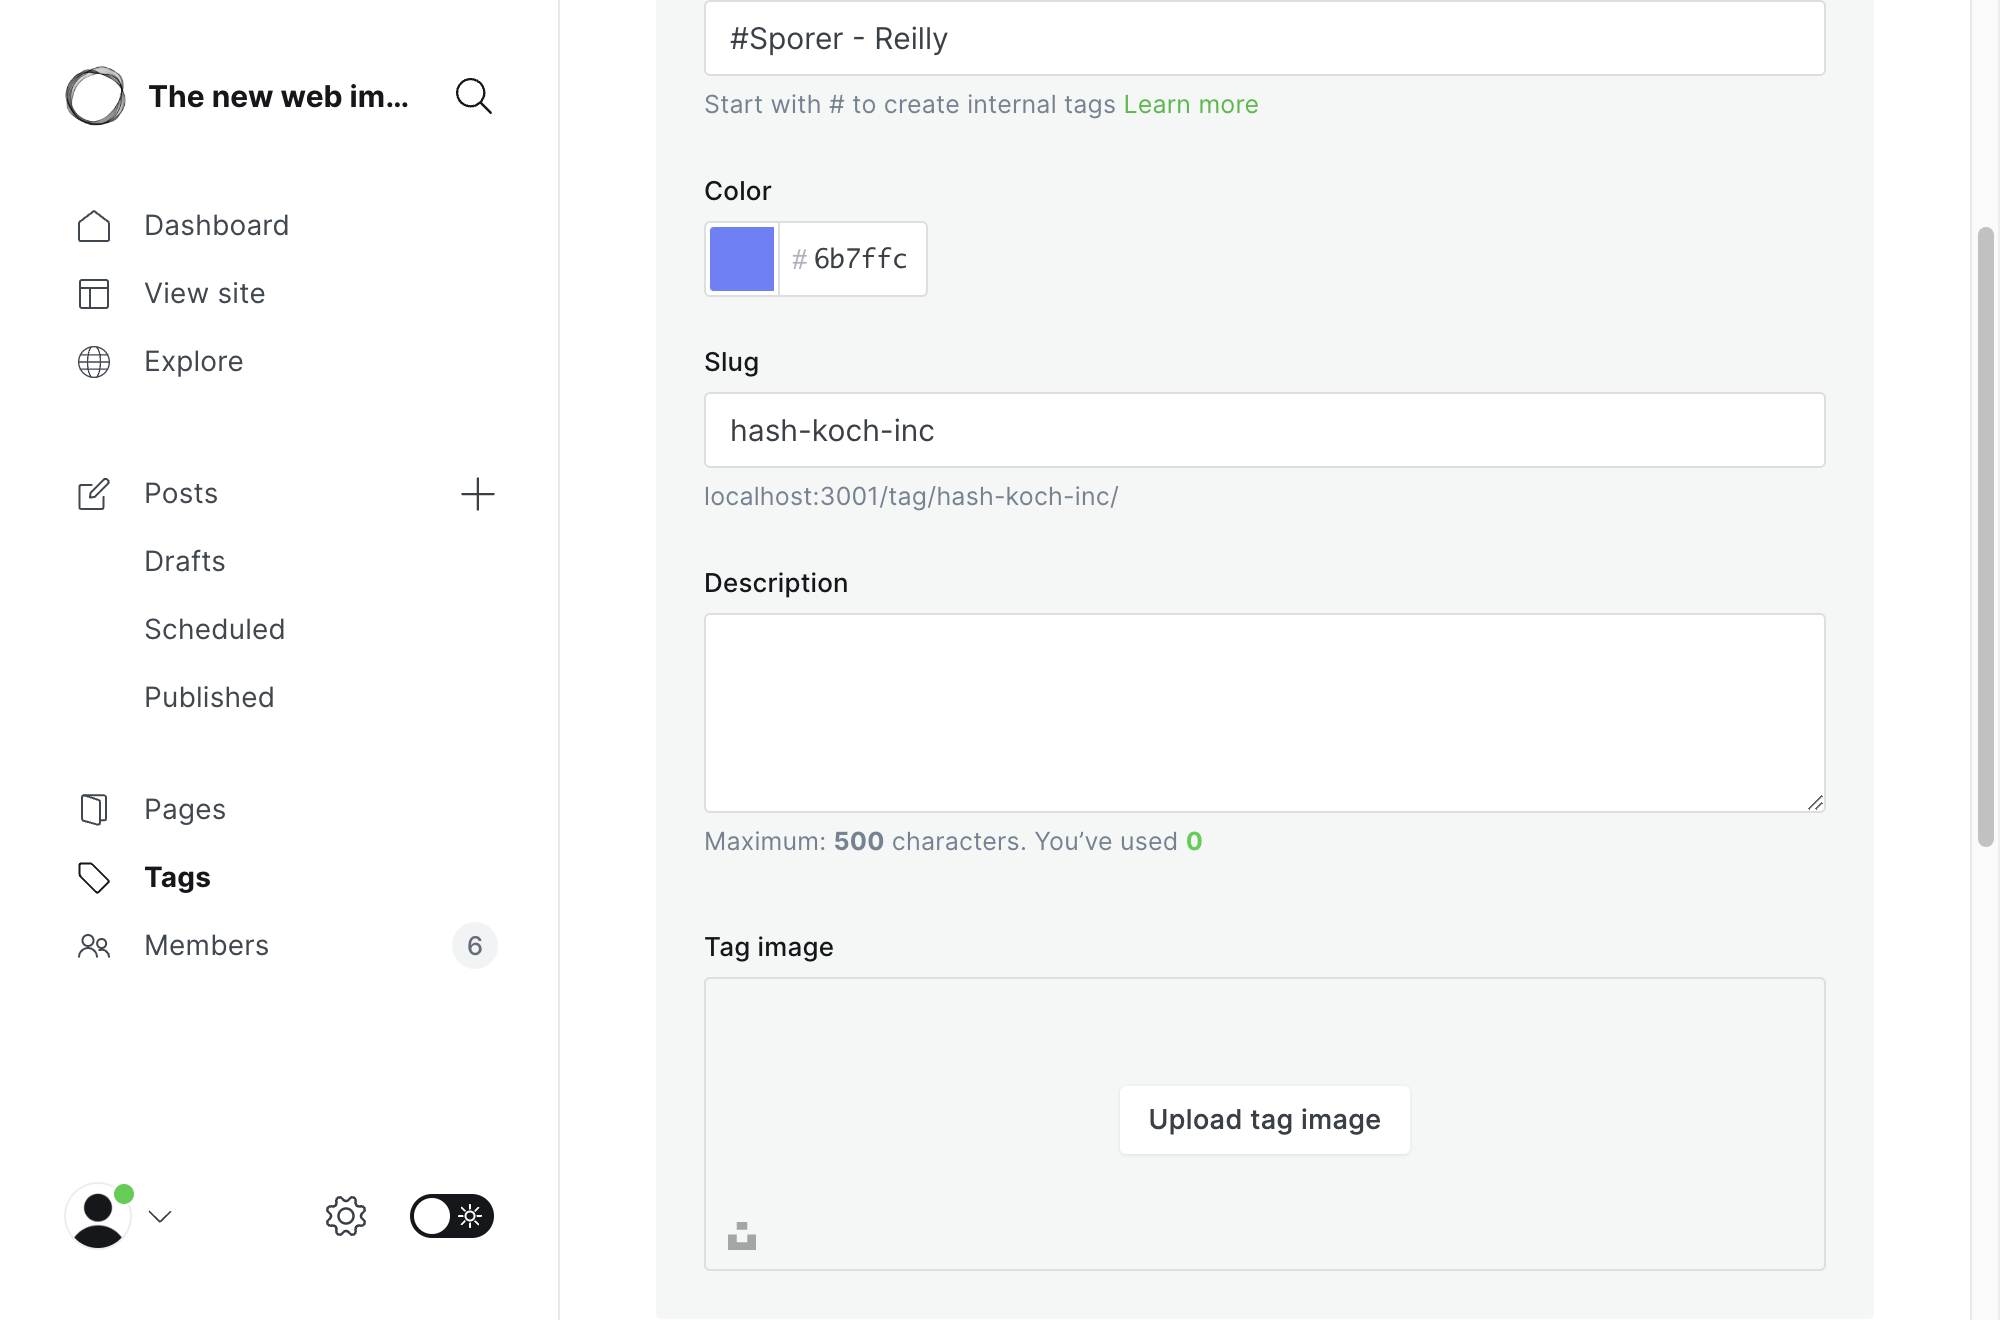 The new web im...
Dashboard
View site
Explore
Posts
Drafts
Scheduled
Published
Pages
Tags
Members
6
#Sporer - Reilly
Start with # to create internal tags Learn more
Color
# 6b7ffc
Slug
hash-koch-inc
localhost:3001/tag/hash-koch-inc/
Description
Maximum: 500 characters. You’ve used 0
Tag image
Upload tag image